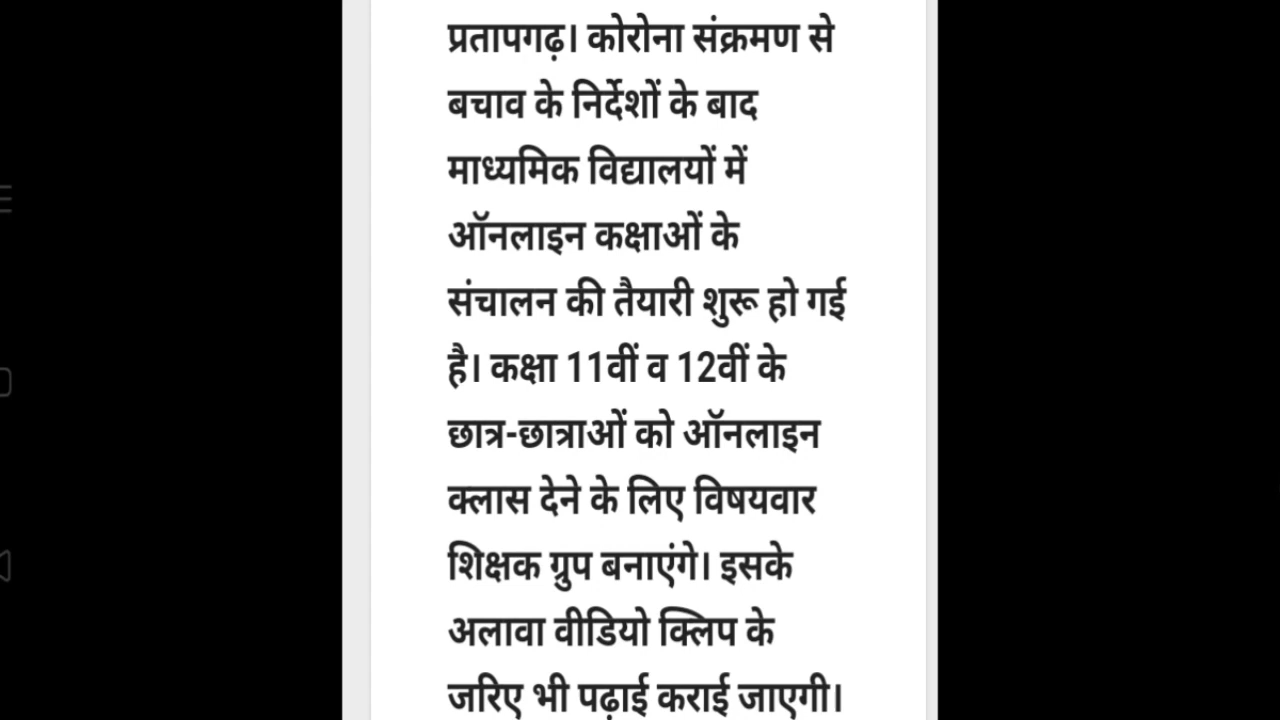 प्रतापगढ़। कोरोना संक्रमण से
बचाव के निर्देशों के बाद
माध्यमिक विद्यालयों में
ऑनलाइन कक्षाओं के
संचालन की तैयारी शुरू हो गई
है। कक्षा 11वीं व 12वीं के
छात्र-छात्राओं को ऑनलाइन
क्लास देने के लिए विषयवार
शिक्षक ग्रुप बनाएंगे। इसके
अलावा वीडियो क्लिप के
जरिए भी पढ़ाई कराई जाएगी।